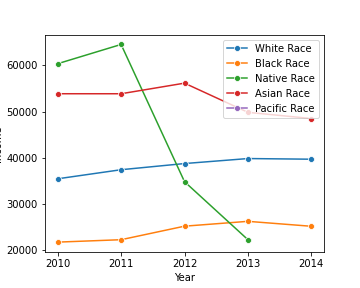 White Race
Black Race
Native Race
Asian Race
Pacific Race
60000
50000
40000
30000
20000
2010
2011
2012
2013
2014
Year